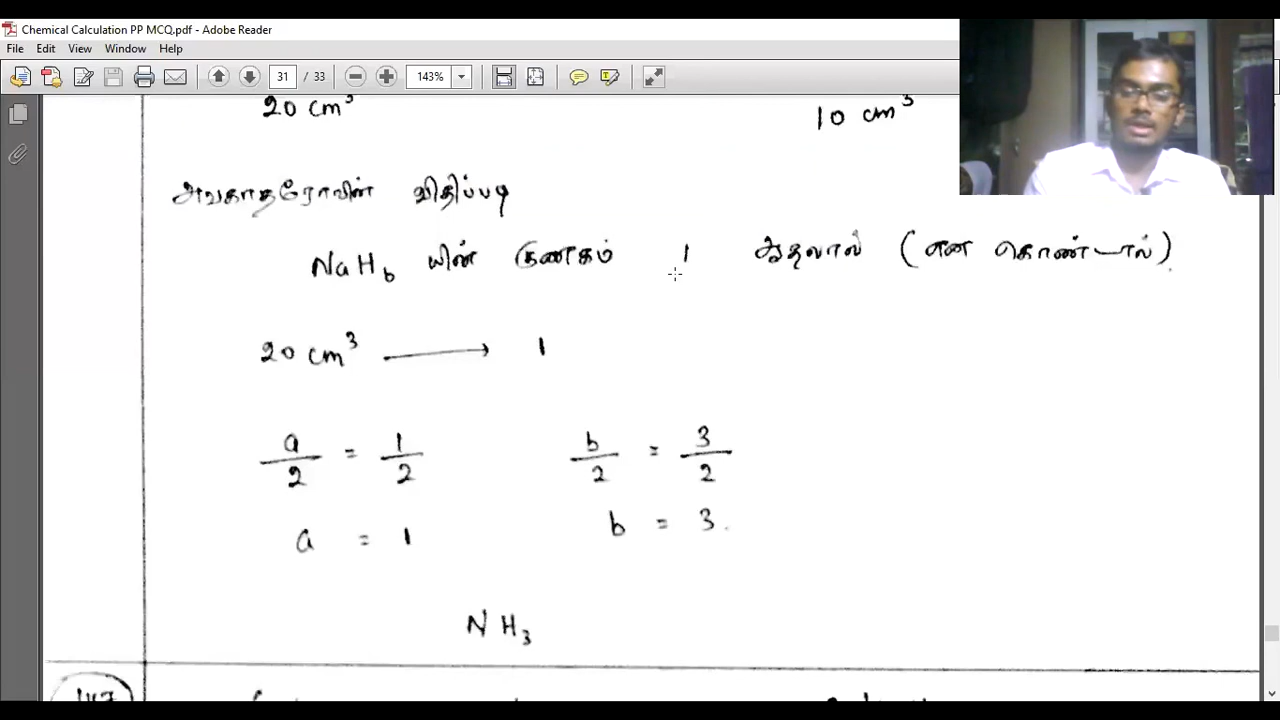 Chemical Calculation PP MCQ.pdf - Adobe Reader
File Edit View Window Help
31 / 33 143%
20 cm³ 10 cm³
அவகாதரோவின் விதிப்படி
NaHb யின் குணகம் 1 ஆதலால் (என கொண்டால்)
20 cm³ ⟶ 1
a/2 = 1/2 b/2 = 3/2
a = 1 b = 3.
NH₃